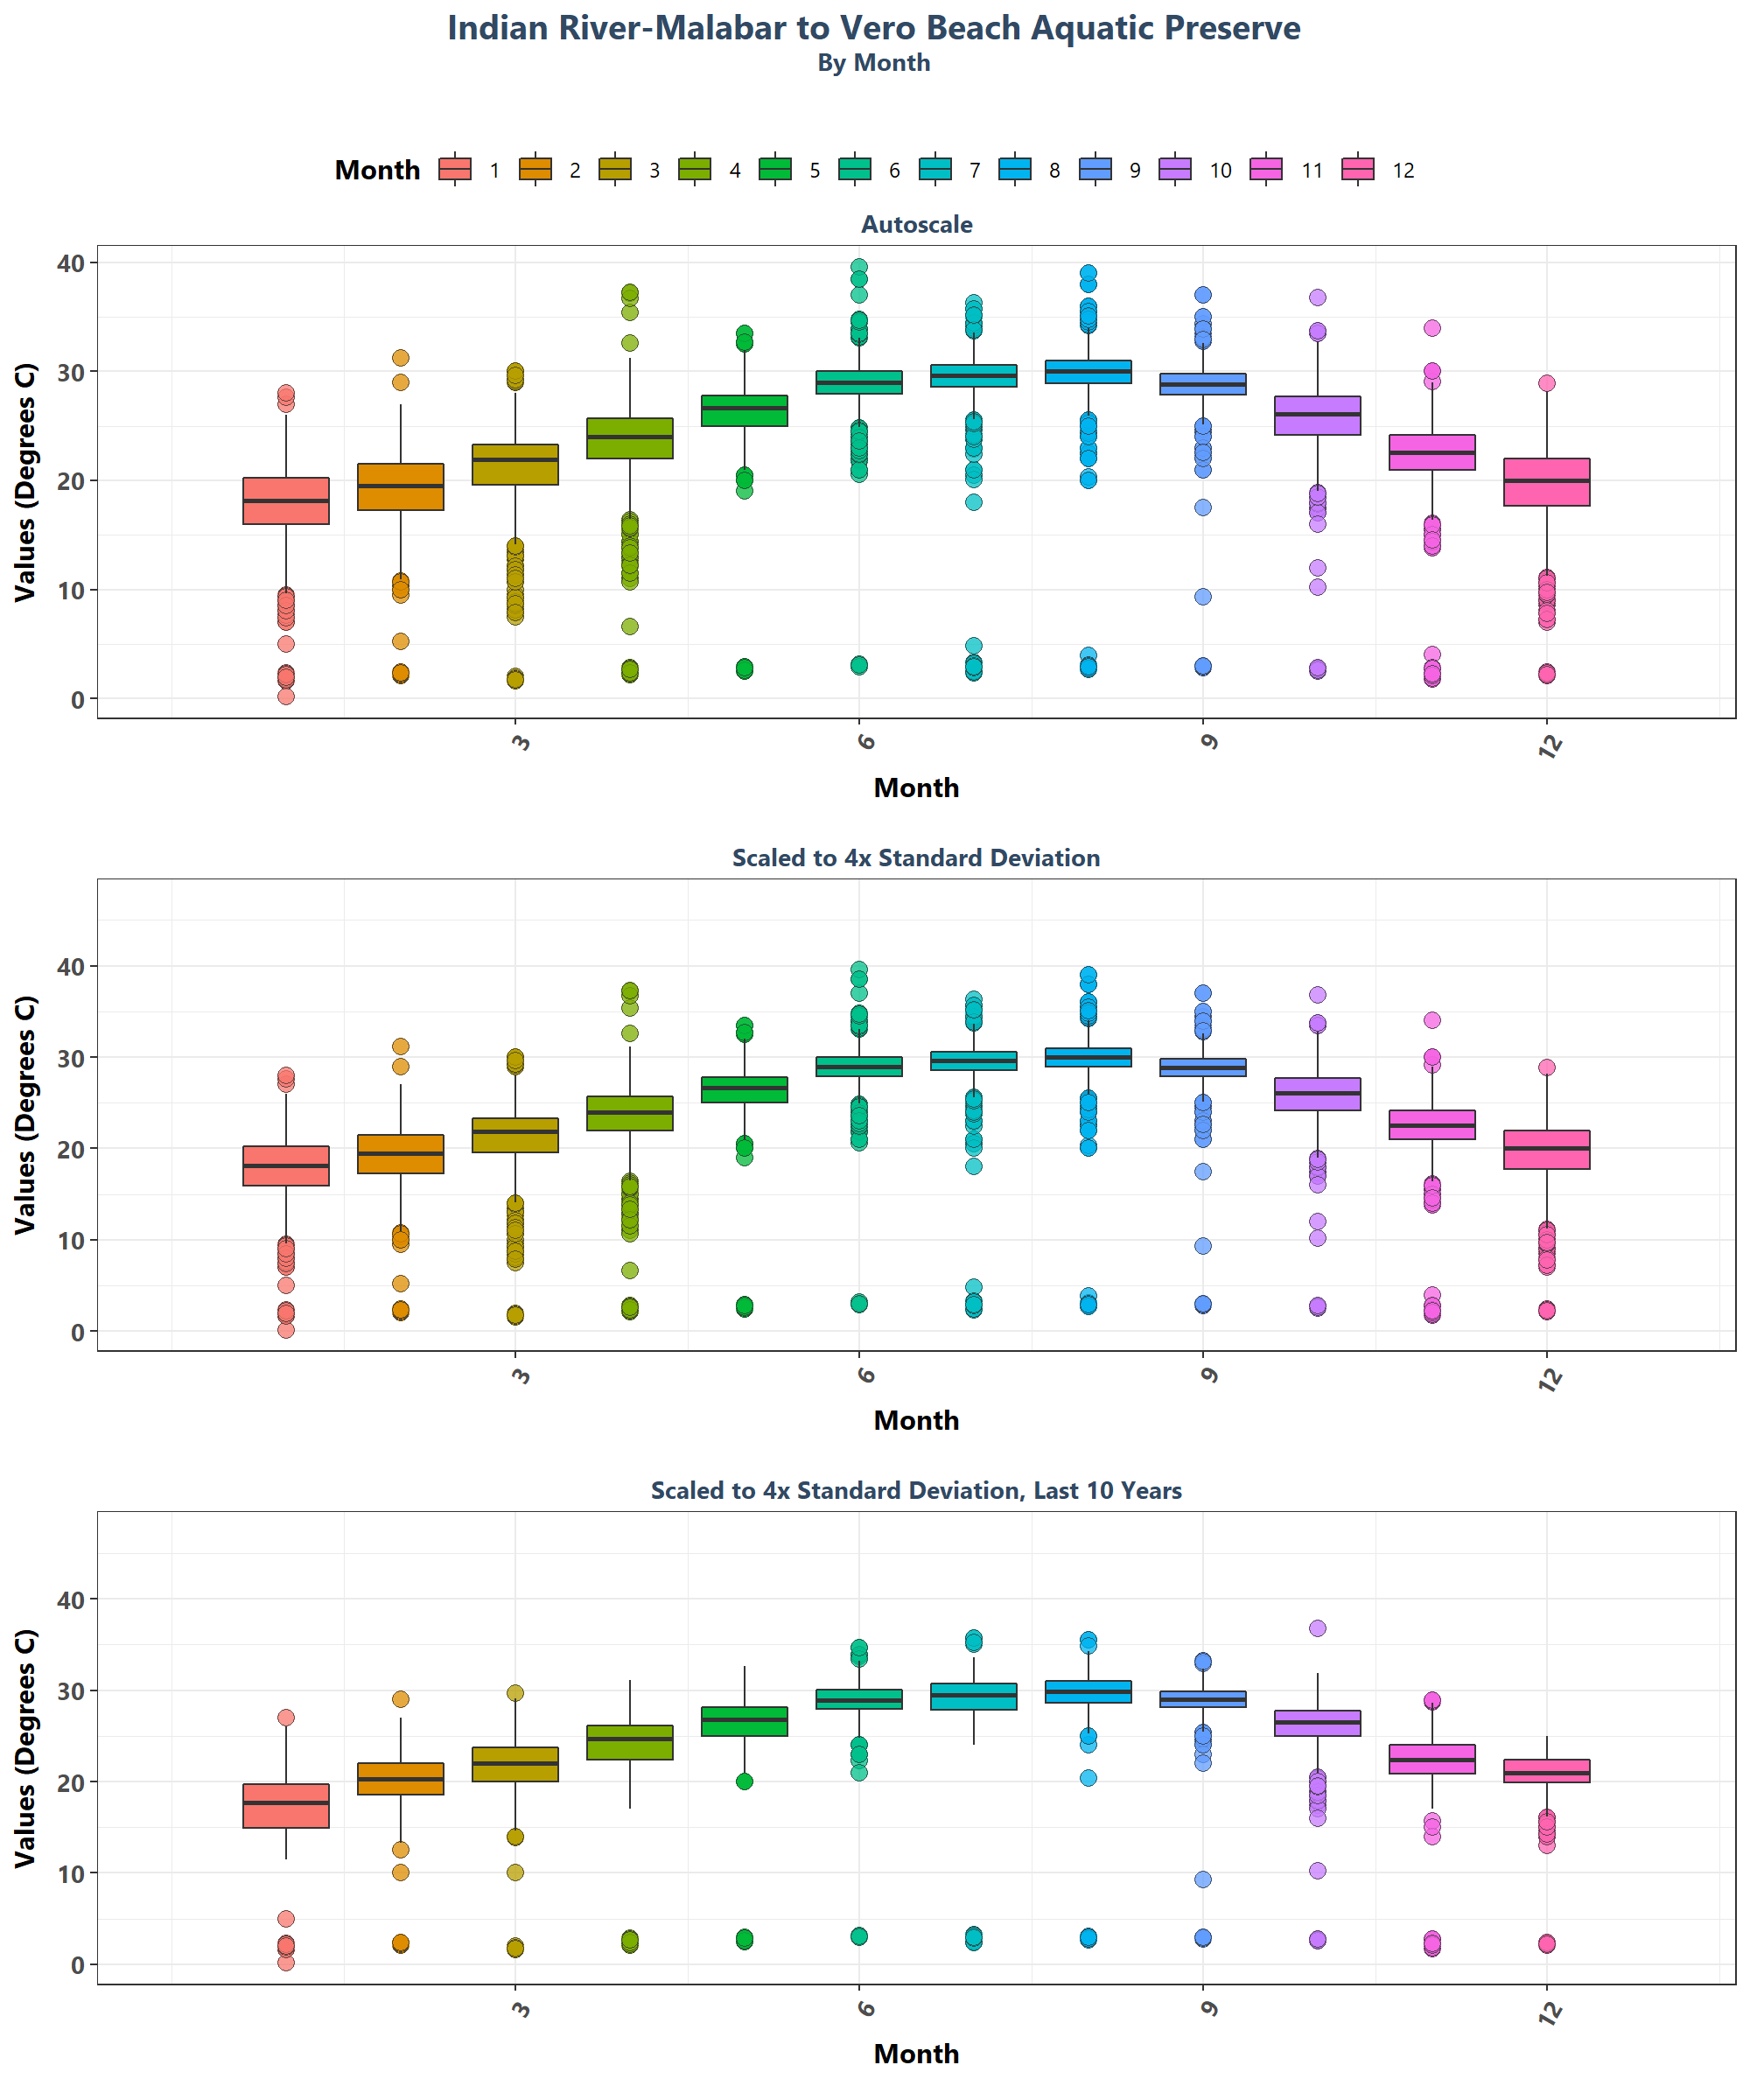 Indian River-Malabar to Vero Beach Aquatic Preserve
By Month
Month 1 2 3 4 5 6 7 8 9 10 11 12
Autoscale
Values (Degrees C)
40
30
20
10
0
3 6 9 12
Month
Scaled to 4x Standard Deviation
Values (Degrees C)
40
30
20
10
0
3 6 9 12
Month
Scaled to 4x Standard Deviation, Last 10 Years
Values (Degrees C)
40
30
20
10
0
3 6 9 12
Month